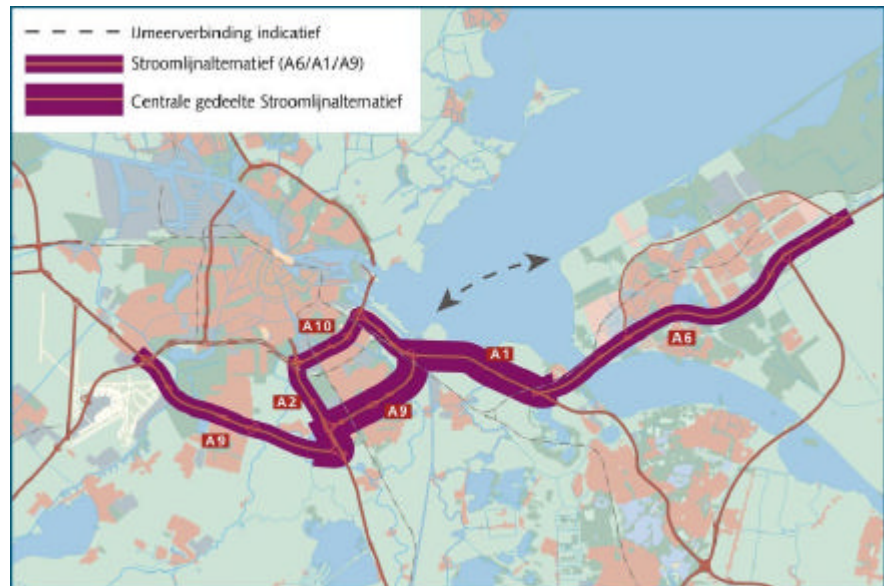 IJmeerverbinding indicatief
Stroomlijnalternatief (A6/A1/A9)
Centrale gedeelte Stroomlijnalternatief
A10
A1
A6
A2
A9
A9